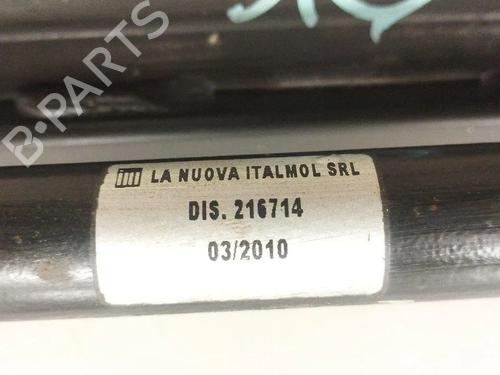 B-PARTS
LA NUOVA ITALMOL SRL
DIS. 216714
03/2010